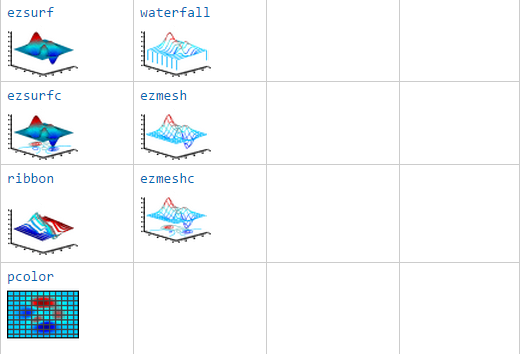 ezsurf
waterfall
ezsurfc
ezmesh
ribbon
ezmeshc
pcolor